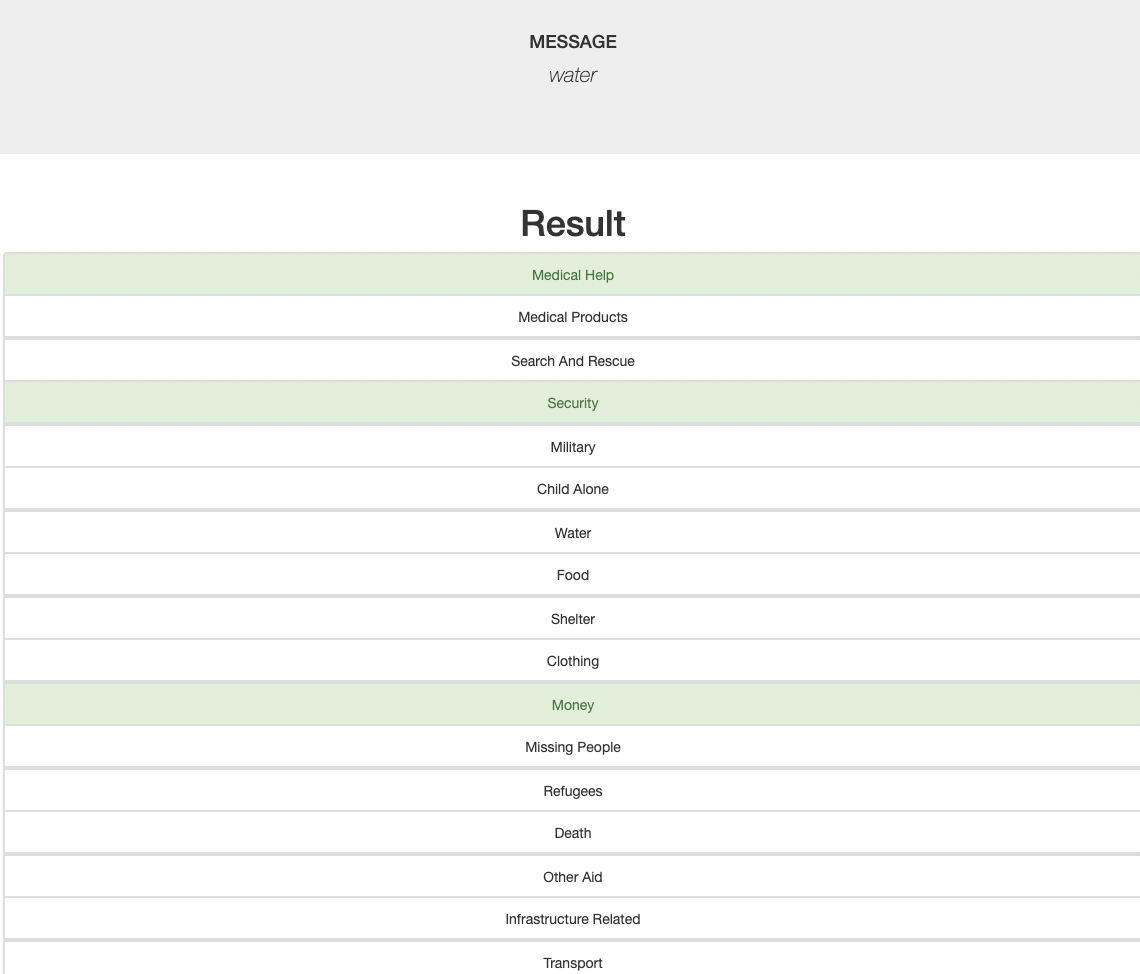 MESSAGE
water
Result
Medical Help
Medical Products
Search And Rescue
Security
Military
Child Alone
Water
Food
Shelter
Clothing
Money
Missing People
Refugees
Death
Other Aid
Infrastructure Related
Transport